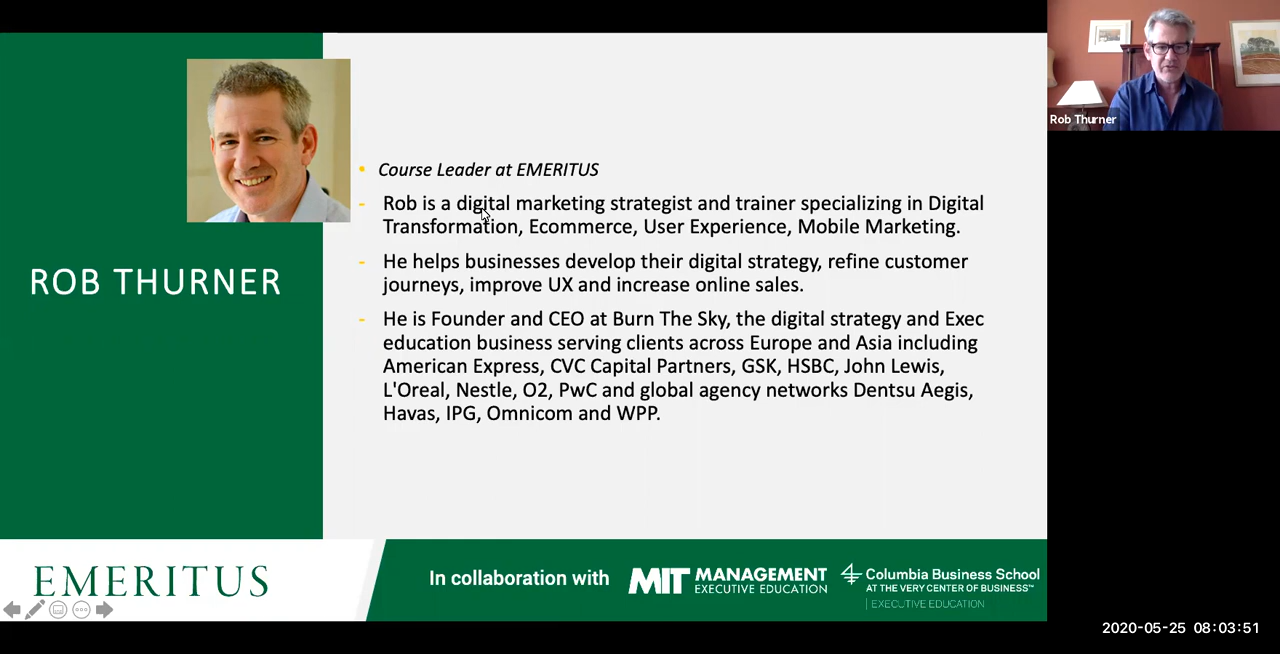 Rob Thurner
Course Leader at EMERITUS
Rob is a digital marketing strategist and trainer specializing in Digital
Transformation, Ecommerce, User Experience, Mobile Marketing.
He helps businesses develop their digital strategy, refine customer
journeys, improve UX and increase online sales.
He is Founder and CEO at Burn The Sky, the digital strategy and Exec
education business serving clients across Europe and Asia including
American Express, CVC Capital Partners, GSK, HSBC, John Lewis,
L'Oreal, Nestle, O2, PwC and global agency networks Dentsu Aegis,
Havas, IPG, Omnicom and WPP.
ROB THURNER
EMERITUS
In collaboration with
MIT MANAGEMENT
EXECUTIVE EDUCATION
Columbia Business School
AT THE VERY CENTER OF BUSINESS™
EXECUTIVE EDUCATION
2020-05-25 08:03:51